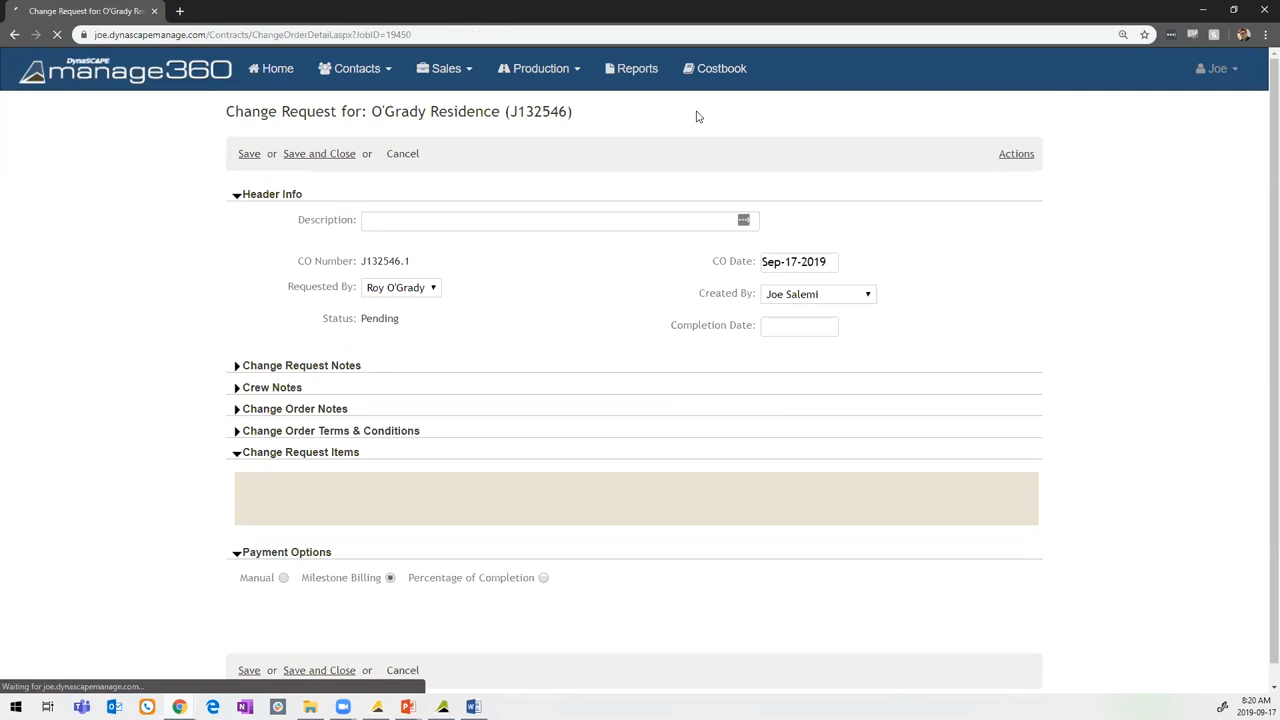 Change Request for: O'Grady Res
joe.dynascapemanage.com/Contracts/ChangeOrderDetail.aspx?JobID=19450
DynaSCAPE
manage360
Home
Contacts
Sales
Production
Reports
Costbook
Joe
Change Request for: O'Grady Residence (J132546)
Save or Save and Close or Cancel
Actions
Header Info
Description:
CO Number: J132546.1
CO Date: Sep-17-2019
Requested By: Roy O'Grady
Created By: Joe Salemi
Status: Pending
Completion Date:
Change Request Notes
Crew Notes
Change Order Notes
Change Order Terms & Conditions
Change Request Items
Payment Options
Manual Milestone Billing Percentage of Completion
Save or Save and Close or Cancel
Waiting for joe.dynascapemanage.com...
8:20 AM
2019-09-17